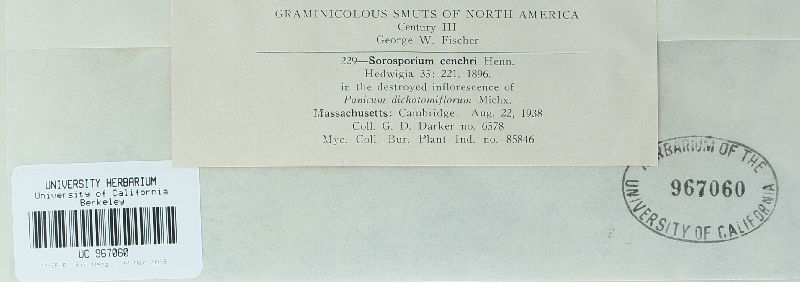 GRAMINICOLOUS SMUTS OF NORTH AMERICA
Century III
George W. Fischer
229—Sorosporium cenchri Henn.
Hedwigia 35: 221, 1896.
in the destroyed inflorescence of
Panicum dichotomiflorum Michx.
Massachusetts: Cambridge, Aug. 22, 1938
Coll. G. D. Darker no. 6578
Myc. Coll. Bur. Plant Ind. no. 85846
UNIVERSITY HERBARIUM
University of California
Berkeley
UC 967060
HERBARIUM OF THE
967060
UNIVERSITY OF CALIFORNIA